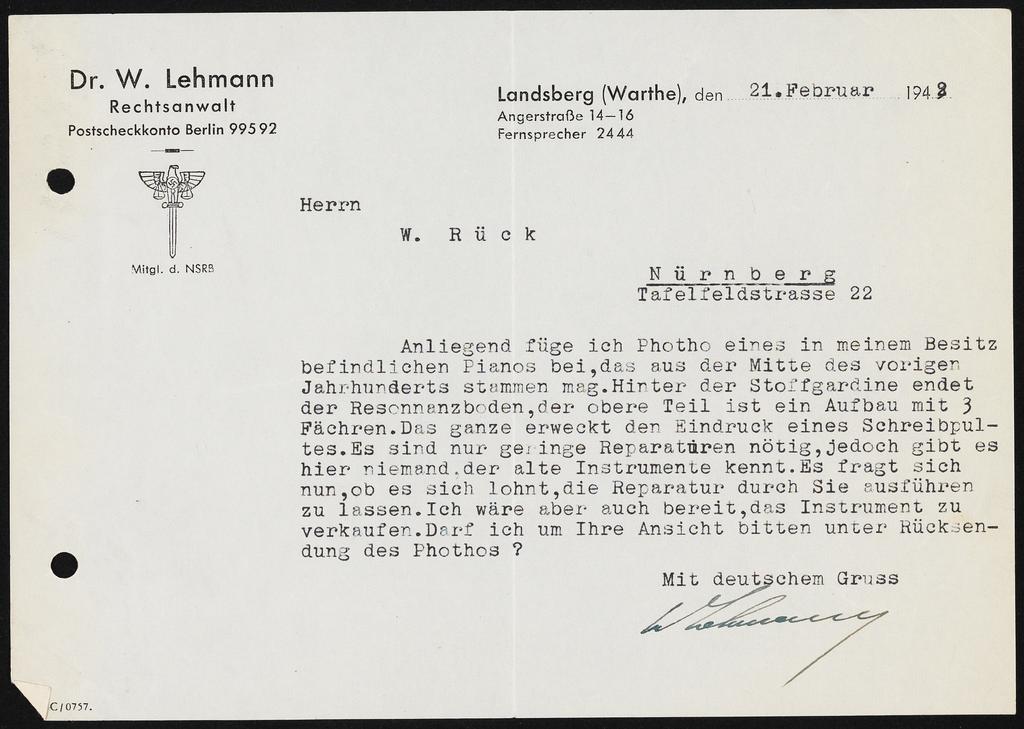 Dr. W. Lehmann
Rechtsanwalt
Postscheckkonto Berlin 99592
Mitgl. d. NSRB
Landsberg (Warthe), den 21.Februar 194
Angerstraße 14—16
Fernsprecher 2444
Herrn
W. Rück
Nürnberg
Tafelfeldstrasse 22
Anliegend füge ich Photho eines in meinem Besitz
befindlichen Pianos bei,das aus der Mitte des vorigen
Jahrhunderts stammen mag.Hinter der Stoffgardine endet
der Resonnanzboden,der obere Teil ist ein Aufbau mit 3
Fächren.Das ganze erweckt den Eindruck eines Schreibpul-
tes.Es sind nur geringe Reparaturen nötig,jedoch gibt es
hier niemand,der alte Instrumente kennt.Es fragt sich
nun,ob es sich lohnt,die Reparatur durch Sie ausführen
zu lassen.Ich wäre aber auch bereit,das Instrument zu
verkaufen.Darf ich um Ihre Ansicht bitten unter Rücksen-
dung des Phothos ?
Mit deutschem Gruss
WLehmann
C/0757.